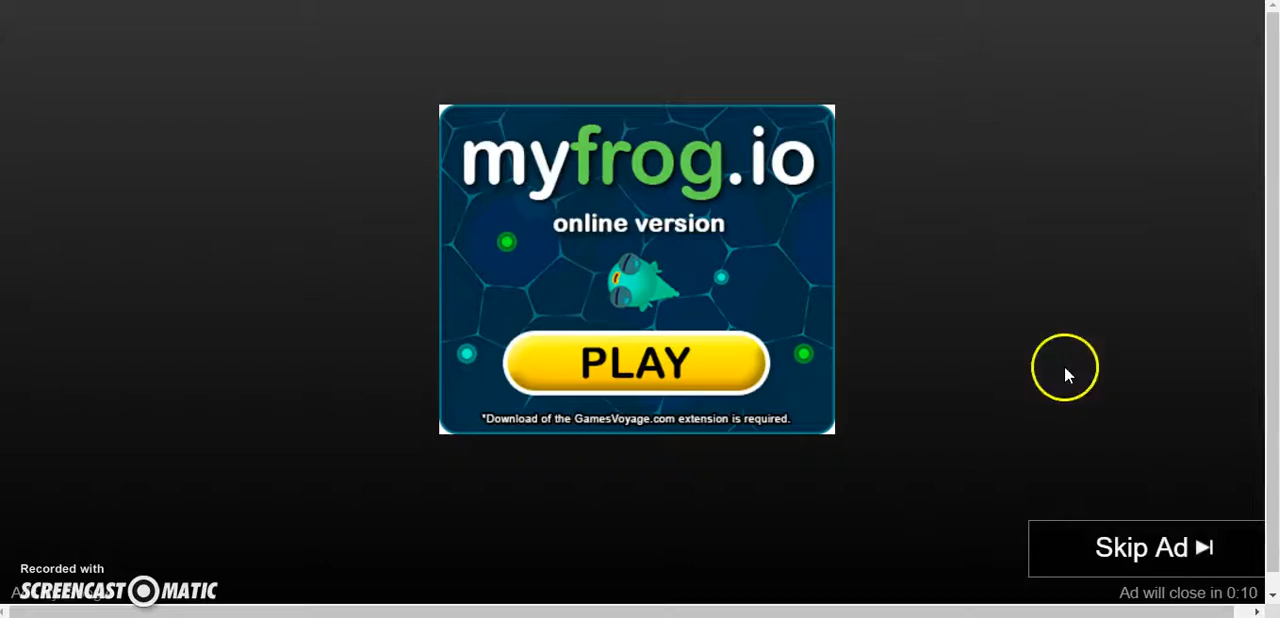 myfrog.io
online version
PLAY
*Download of the GamesVoyage.com extension is required.
Skip Ad
Recorded with
SCREENCAST MATIC
Ad will close in 0:10